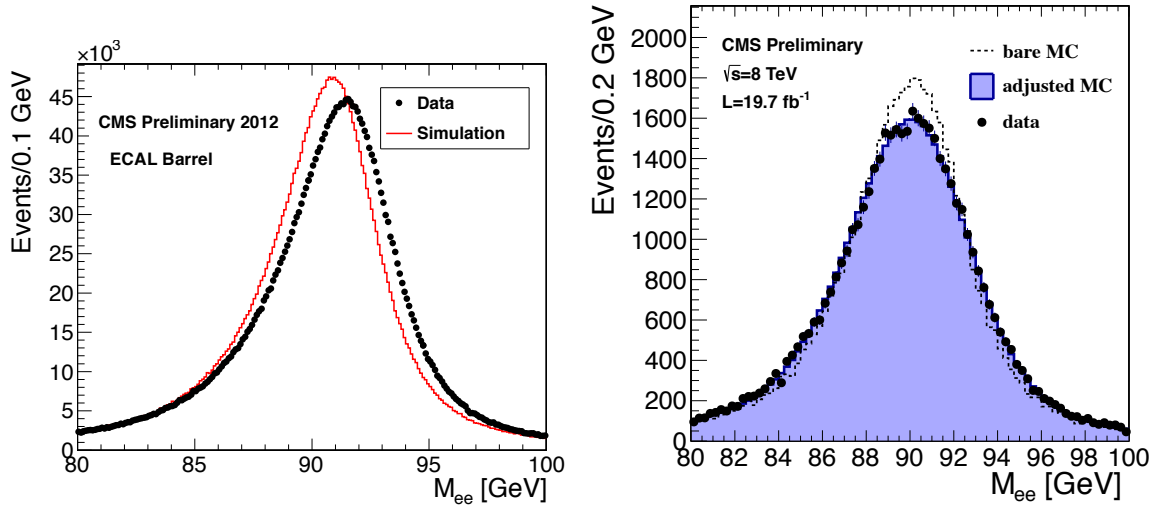 ×10³
Events/0.1 GeV
45
40
35
30
25
20
15
10
5
0
80 85 90 95 100
M_ee [GeV]
CMS Preliminary 2012
ECAL Barrel
Data
Simulation
Events/0.2 GeV
2000
1800
1600
1400
1200
1000
800
600
400
200
0
80 82 84 86 88 90 92 94 96 98 100
M_ee [GeV]
CMS Preliminary
√s=8 TeV
L=19.7 fb⁻¹
bare MC
adjusted MC
data